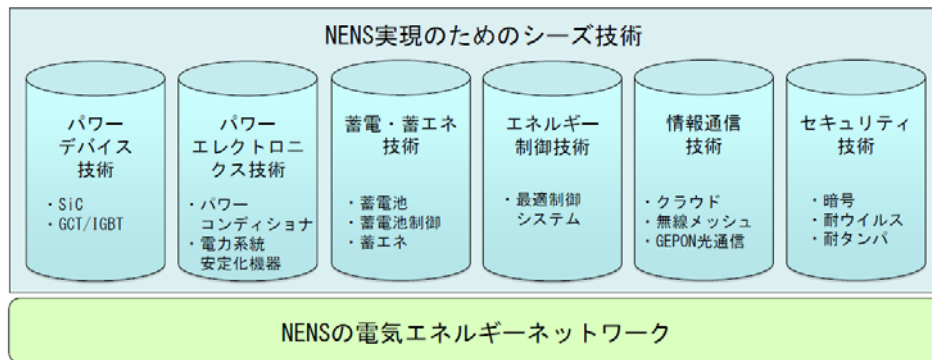 NENS実現のためのシーズ技術
パワー
デバイス
技術
・SiC
・GCT/IGBT
パワー
エレクトロニ
クス技術
・パワー
コンディショナ
・電力系統
安定化機器
蓄電・蓄エネ
技術
・蓄電池
・蓄電池制御
・蓄エネ
エネルギー
制御技術
・最適制御
システム
情報通信
技術
・クラウド
・無線メッシュ
・GEPON光通信
セキュリティ
技術
・暗号
・耐ウイルス
・耐タンパ
NENSの電気エネルギーネットワーク